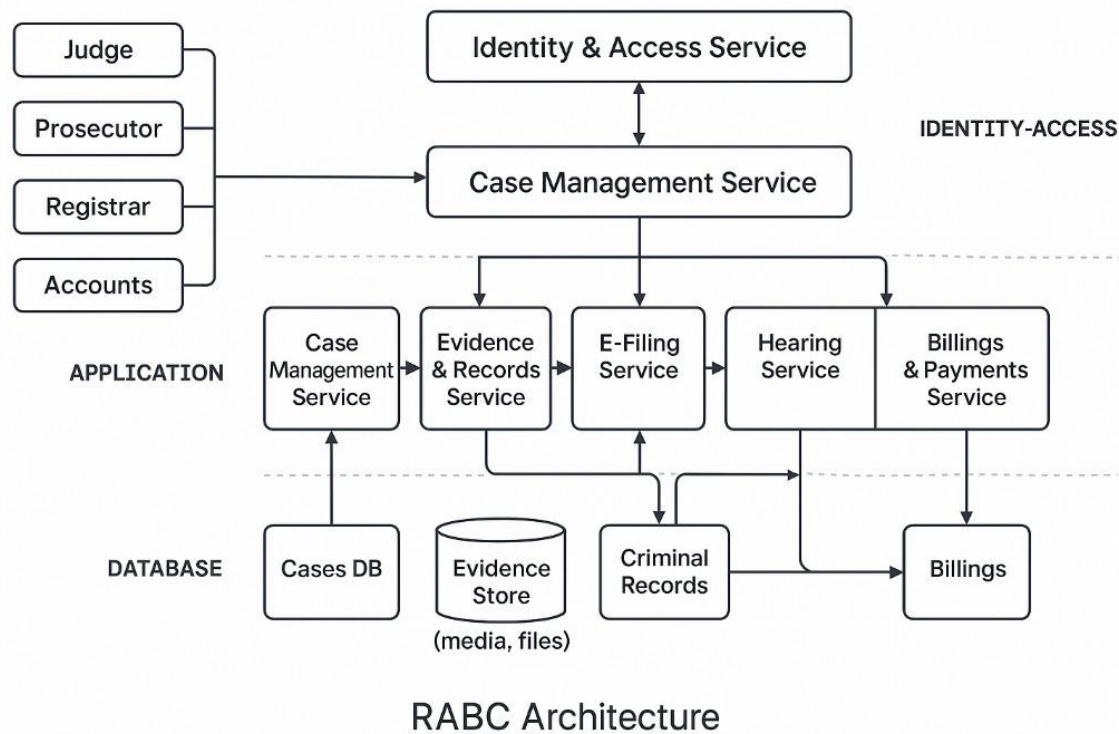 Judge
Prosecutor
Registrar
Accounts
Identity & Access Service
IDENTITY-ACCESS
Case Management Service
APPLICATION
Case
Management
Service
Evidence
& Records
Service
E-Filing
Service
Hearing
Service
Billings
& Payments
Service
DATABASE
Cases DB
Evidence
Store
(media, files)
Criminal
Records
Billings
RABC Architecture